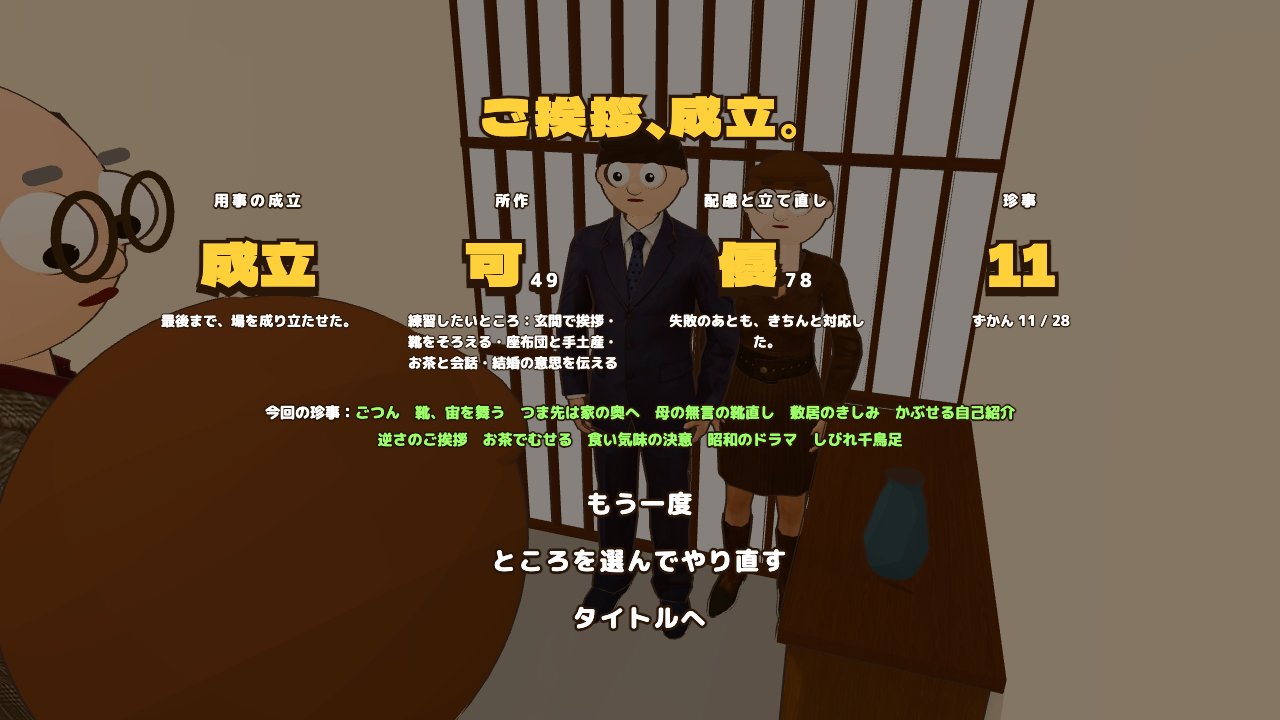 ご挨拶、成立。
用事の成立 所作 配慮と立て直し 珍事
成立 可 49 優 78 11
最後まで、場を成り立たせた。
練習したいところ：玄関で挨拶・
靴をそろえる・座布団と手土産・
お茶と会話・結婚の意思を伝える
失敗のあとも、きちんと対応し
た。
ずかん 11 / 28
今回の珍事：ごつん 靴、宙を舞う つま先は家の奥へ 母の無言の靴直し 敷居のきしみ かぶせる自己紹介
逆さのご挨拶 お茶でむせる 食い気味の決意 昭和のドラマ しびれ千鳥足
もう一度
ところを選んでやり直す
タイトルへ